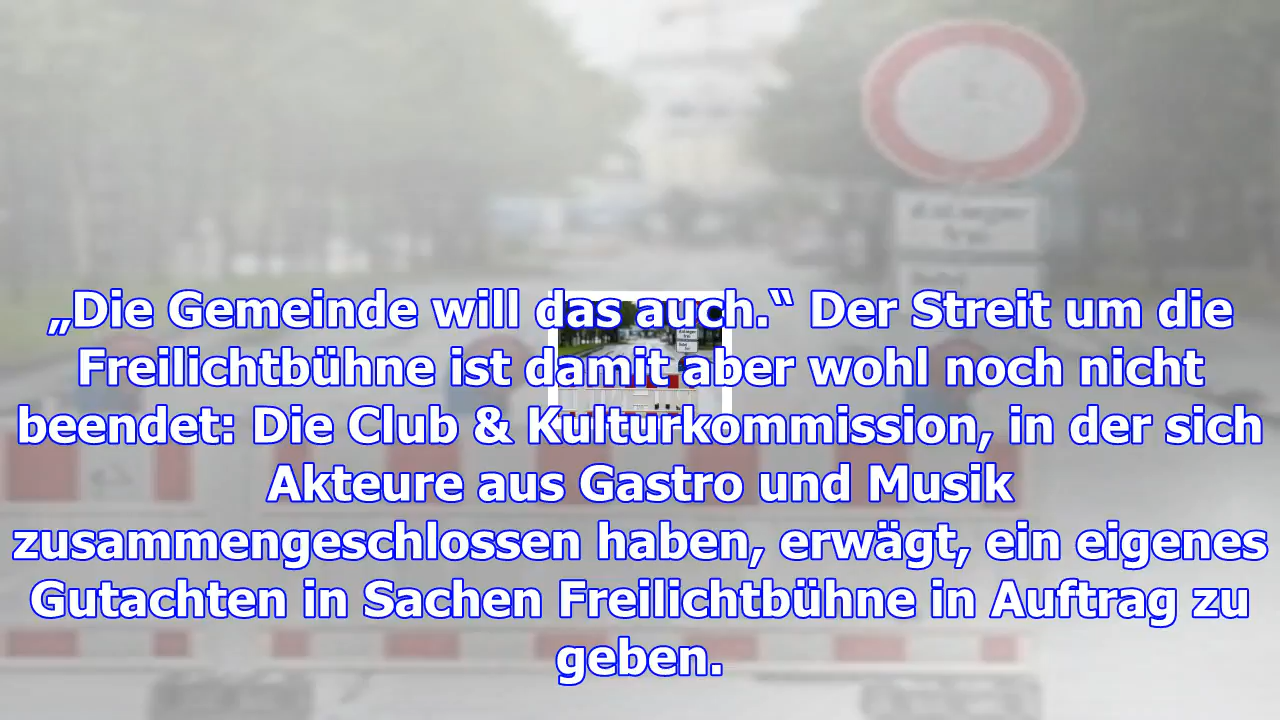 Anlieger
frei
„Die Gemeinde will das auch.“ Der Streit um die
Freilichtbühne ist damit aber wohl noch nicht
beendet: Die Club & Kulturkommission, in der sich
Akteure aus Gastro und Musik
zusammengeschlossen haben, erwägt, ein eigenes
Gutachten in Sachen Freilichtbühne in Auftrag zu
geben.